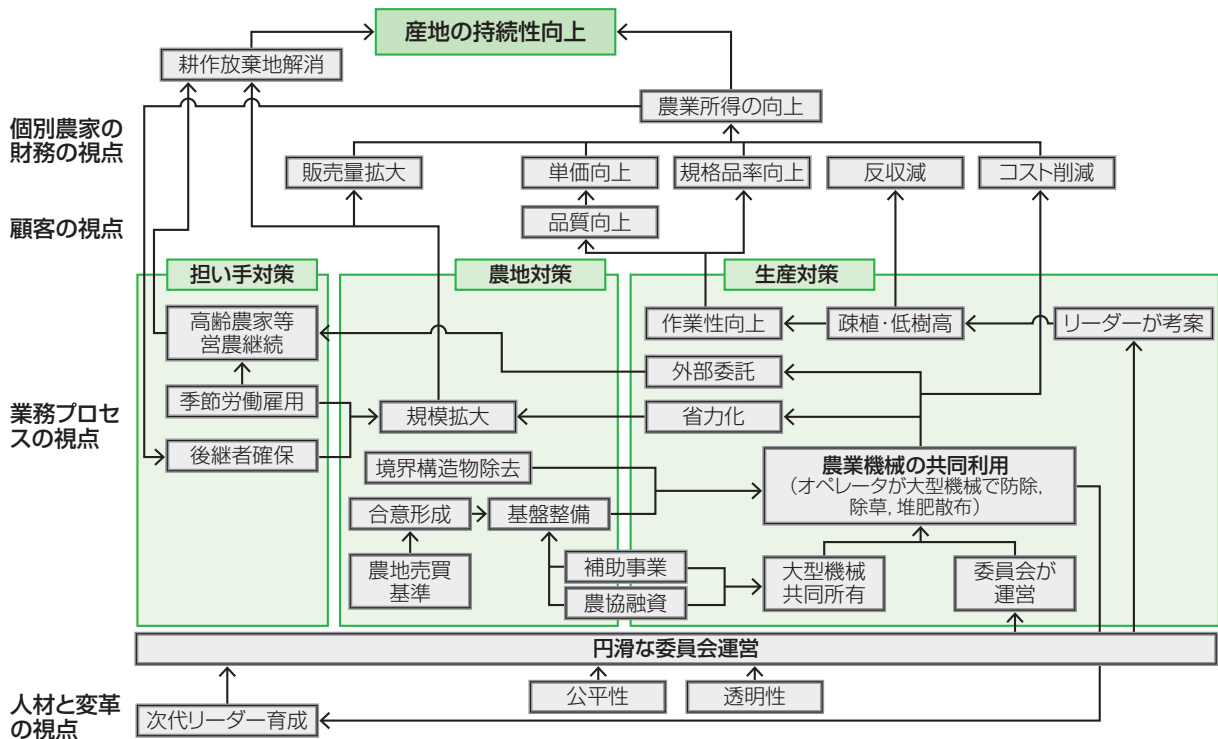 産地の持続性向上
耕作放棄地解消
農業所得の向上
個別農家の
財務の視点
販売量拡大
単価向上
規格品率向上
反収減
コスト削減
顧客の視点
品質向上
担い手対策
農地対策
生産対策
高齢農家等
営農継続
作業性向上
疎植・低樹高
リーダーが考案
外部委託
業務プロセ
スの視点
季節労働雇用
規模拡大
省力化
後継者確保
境界構造物除去
農業機械の共同利用
(オペレータが大型機械で防除,
除草, 堆肥散布)
合意形成
基盤整備
農地売買
基準
補助事業
農協融資
大型機械
共同所有
委員会が
運営
円滑な委員会運営
人材と変革
の視点
公平性
透明性
次代リーダー育成